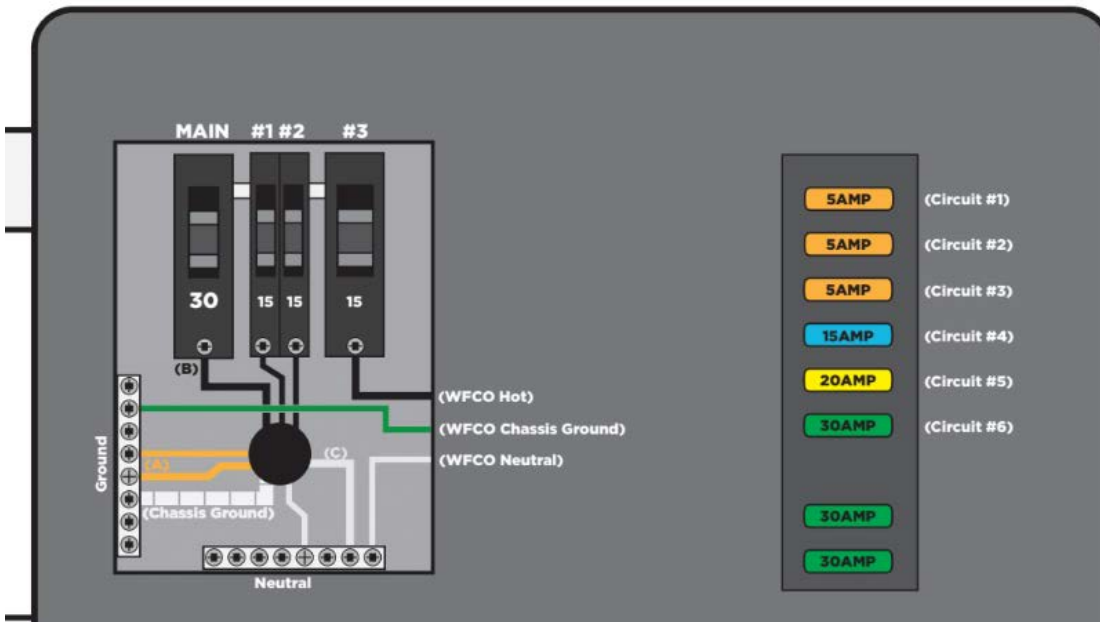 MAIN #1 #2 #3
30 15 15 15
(B)
(WFCO Hot)
(WFCO Chassis Ground)
(WFCO Neutral)
Ground
(A)
(C)
(Chassis Ground)
Neutral
5AMP (Circuit #1)
5AMP (Circuit #2)
5AMP (Circuit #3)
15AMP (Circuit #4)
20AMP (Circuit #5)
30AMP (Circuit #6)
30AMP
30AMP